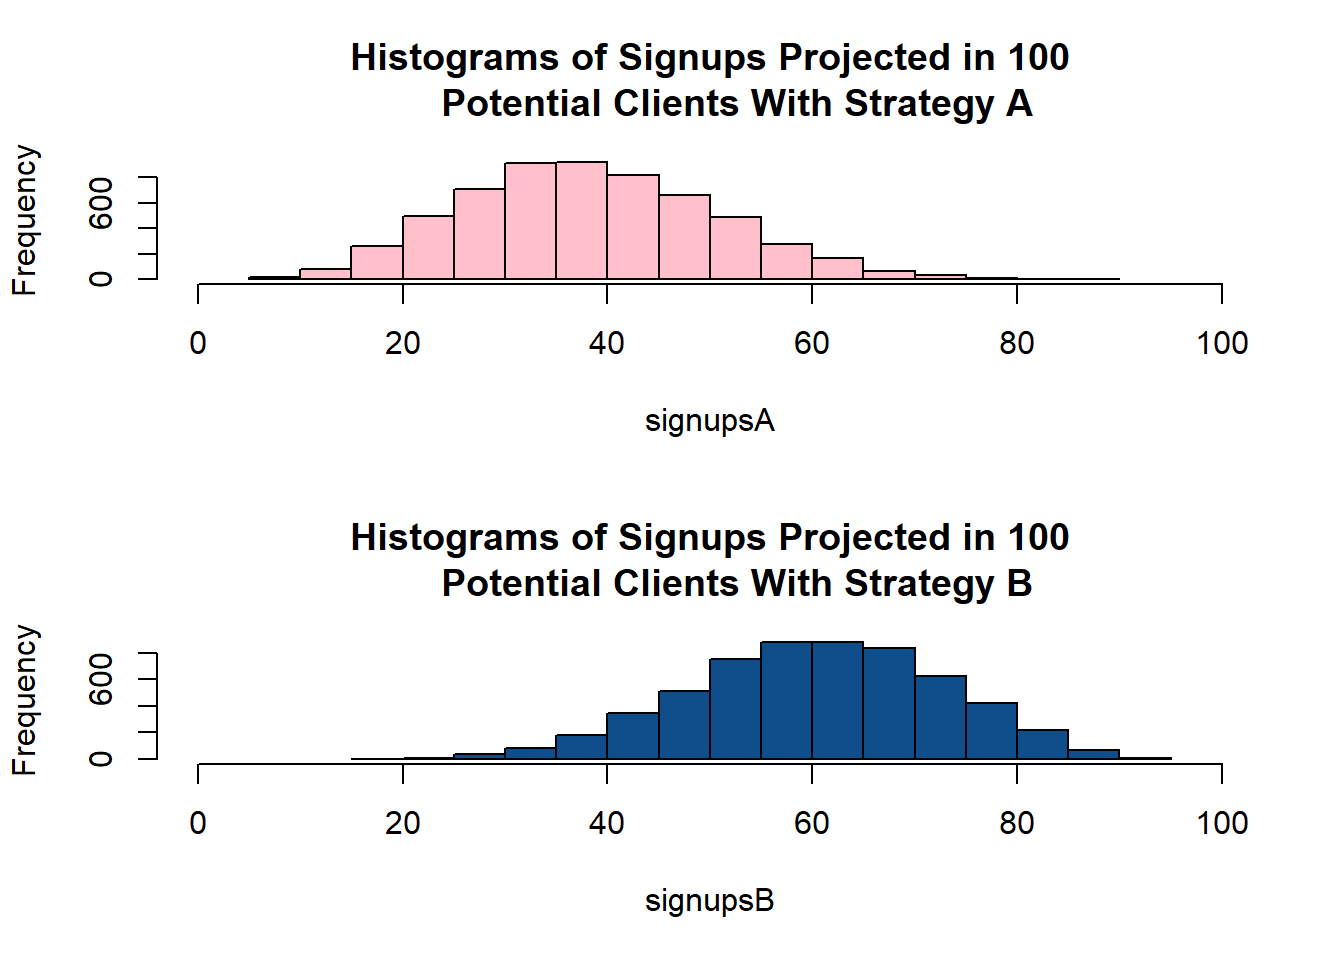 Histograms of Signups Projected in 100
Potential Clients With Strategy A
Frequency
600
0
0 20 40 60 80 100
signupsA
Histograms of Signups Projected in 100
Potential Clients With Strategy B
Frequency
600
0
0 20 40 60 80 100
signupsB